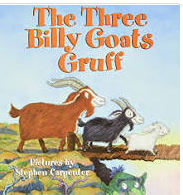 The Three
Billy Goats
Gruff
Pictures by
Stephen Carpenter